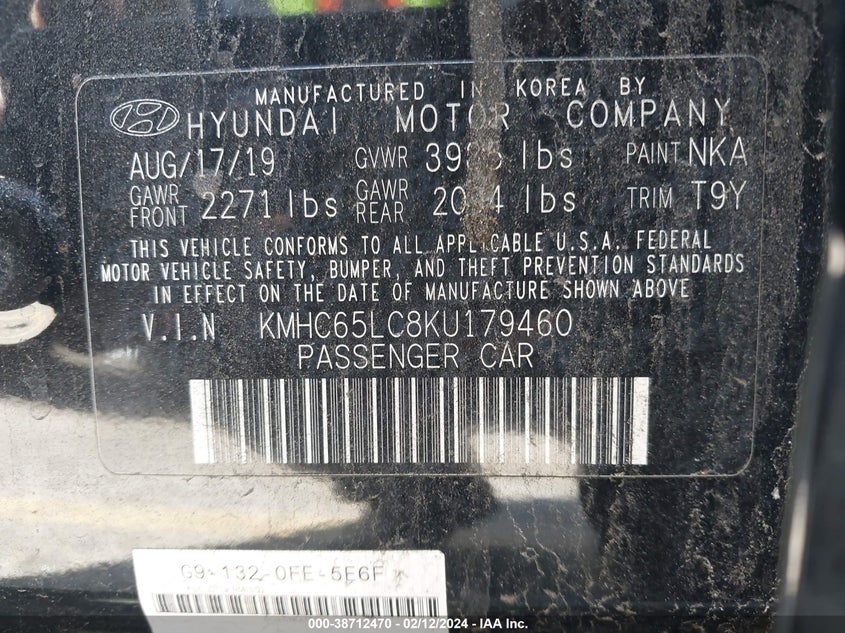 MANUFACTURED IN KOREA BY
HYUNDAI MOTOR COMPANY
AUG/17/19 GVWR lbs PAINT NKA
GAWR FRONT 2271 lbs GAWR REAR lbs TRIM T9Y
THIS VEHICLE CONFORMS TO ALL APPLICABLE U.S.A. FEDERAL
MOTOR VEHICLE SAFETY, BUMPER, AND THEFT PREVENTION STANDARDS
IN EFFECT ON THE DATE OF MANUFACTURE SHOWN ABOVE
V.I.N KMHC65LC8KU179460
PASSENGER CAR
G9-132-0FE-5E6F
000-38712470 - 02/12/2024 - IAA Inc.